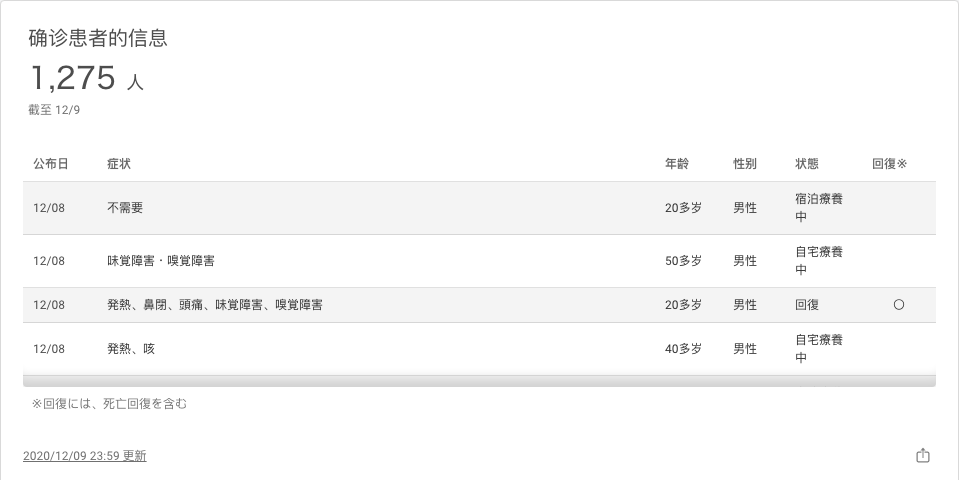 确诊患者的信息
1,275 人
截至 12/9
公布日 症状 年龄 性别 状態 回復※
12/08 不需要 20多岁 男性 宿泊療養中
12/08 味覚障害・嗅覚障害 50多岁 男性 自宅療養中
12/08 発熱、鼻閉、頭痛、味覚障害、嗅覚障害 20多岁 男性 回復 〇
12/08 発熱、咳 40多岁 男性 自宅療養中
※回復には、死亡回復を含む
2020/12/09 23:59 更新